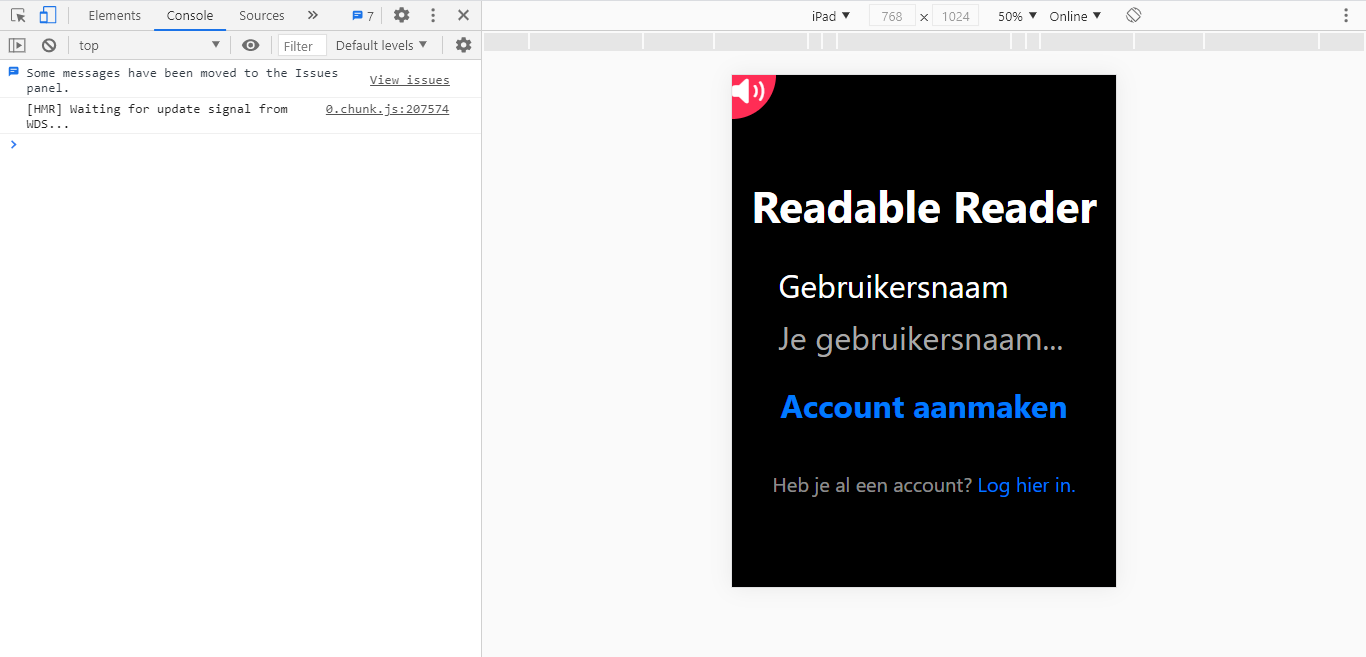 Elements Console Sources 7
top Filter Default levels
Some messages have been moved to the Issues
panel.
View issues
[HMR] Waiting for update signal from
WDS...
0.chunk.js:207574
iPad 768 × 1024 50% Online
Readable Reader
Gebruikersnaam
Je gebruikersnaam...
Account aanmaken
Heb je al een account? Log hier in.